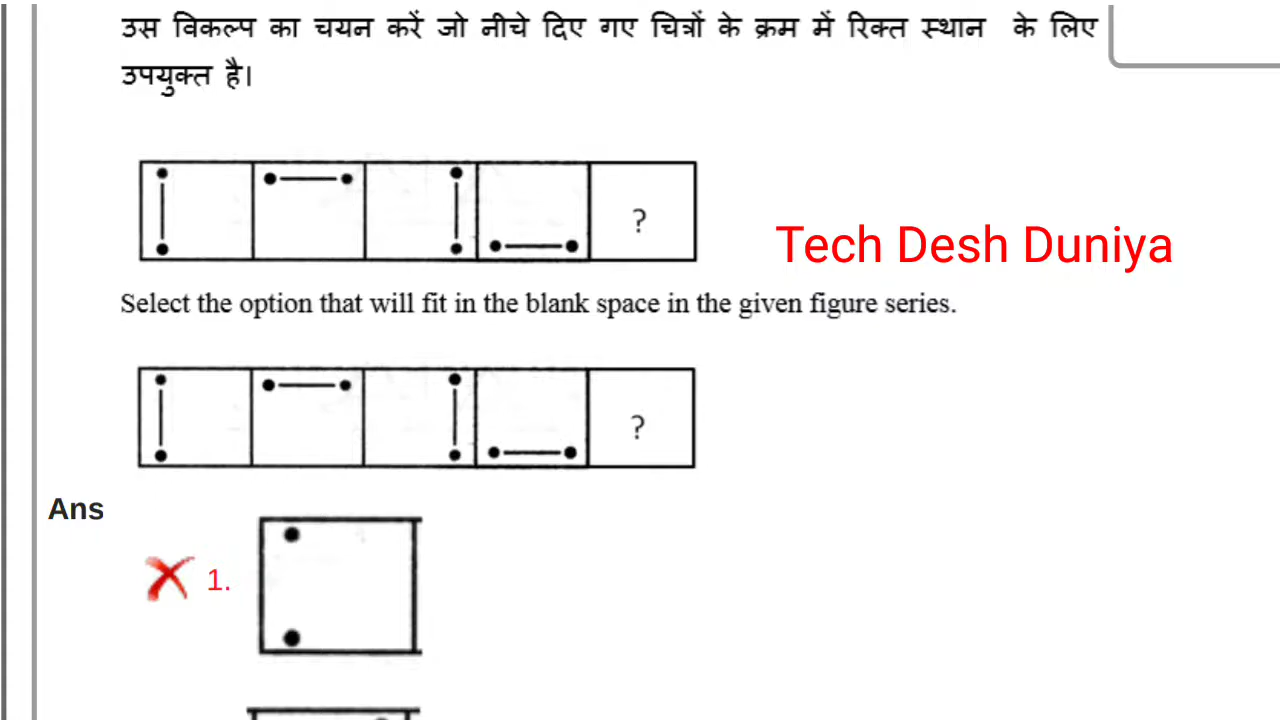 उस विकल्प का चयन करें जो नीचे दिए गए चित्रों के क्रम में रिक्त स्थान के लिए
उपयुक्त है।
?
Tech Desh Duniya
Select the option that will fit in the blank space in the given figure series.
?
Ans
1.